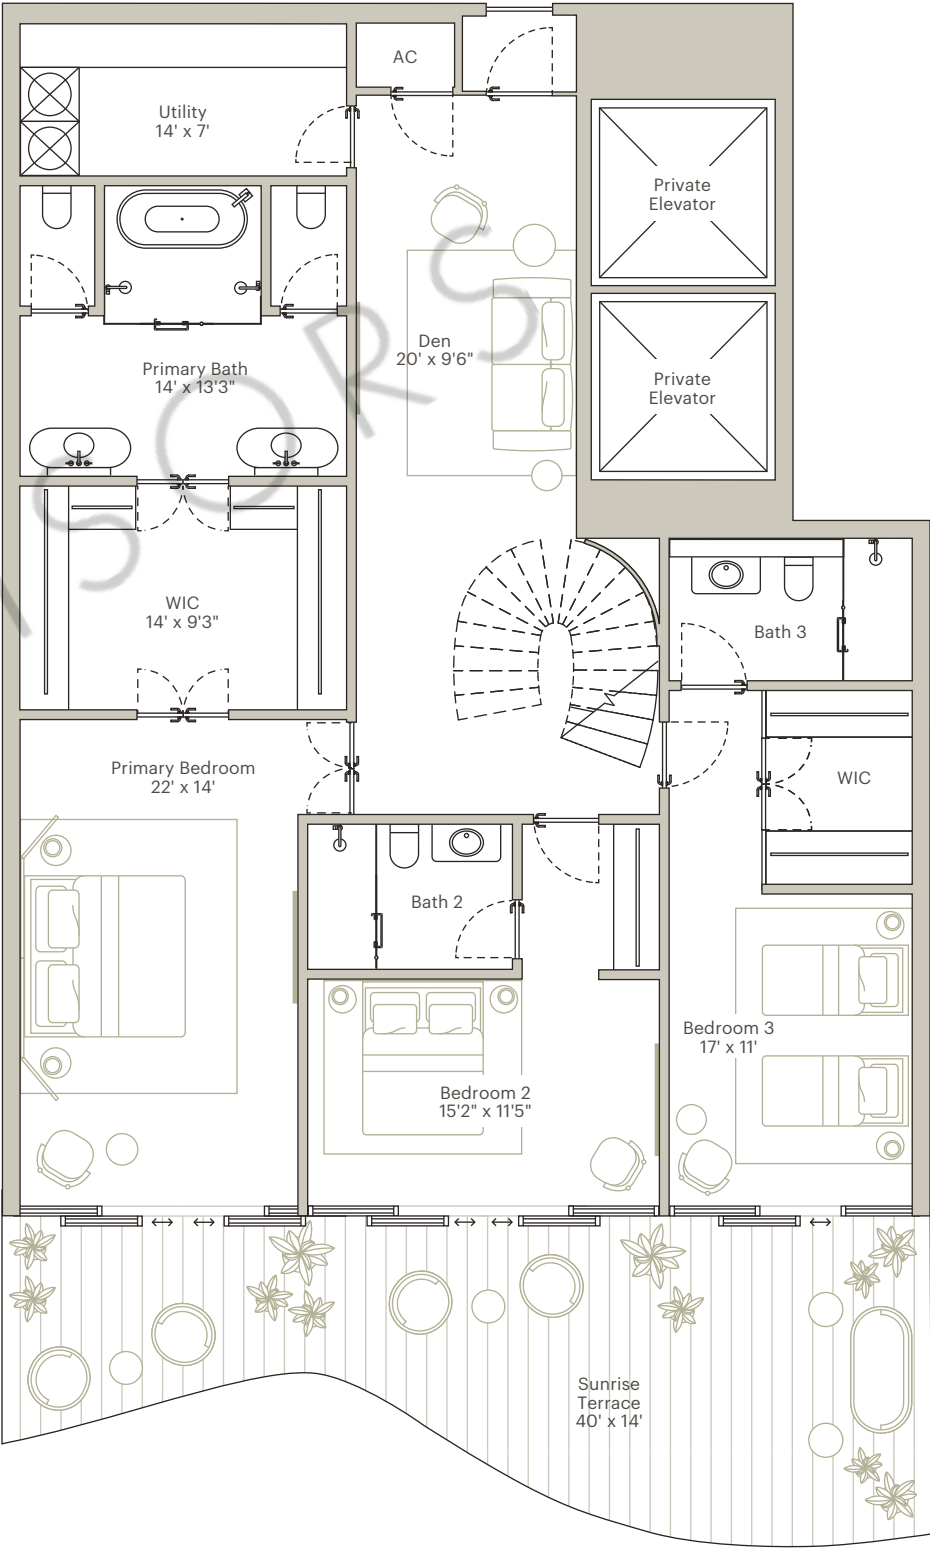 AC
Utility
14' x 7'
Private
Elevator
Den
20' x 9'6"
Primary Bath
14' x 13'3"
Private
Elevator
ISORS
WIC
14' x 9'3"
Bath 3
Primary Bedroom
22' x 14'
WIC
Bath 2
Bedroom 3
17' x 11'
Bedroom 2
15'2" x 11'5"
Sunrise
Terrace
40' x 14'